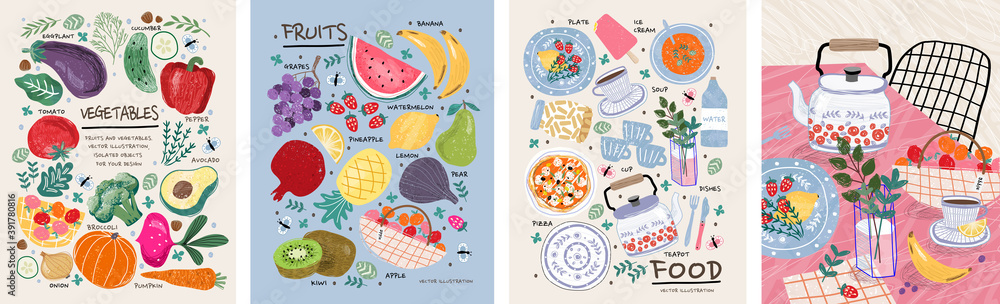 CUCUMBER
EGGPLANT
TOMATO
VEGETABLES
PEPPER
FRUITS AND VEGETABLES
VECTOR ILLUSTRATION,
ISOLATED OBJECTS
FOR YOUR DESIGN
AVOCADO
BROCCOLI
ONION
PUMPKIN
FRUITS
BANANA
GRAPES
WATERMELON
PINEAPPLE
LEMON
PEAR
KIWI
APPLE
VECTOR ILLUSTRATION
PLATE
ICE
CREAM
SOUP
WATER
CUP
DISHES
PIZZA
TEAPOT
FOOD
VECTOR ILLUSTRATION
Adobe Stock | #391780816